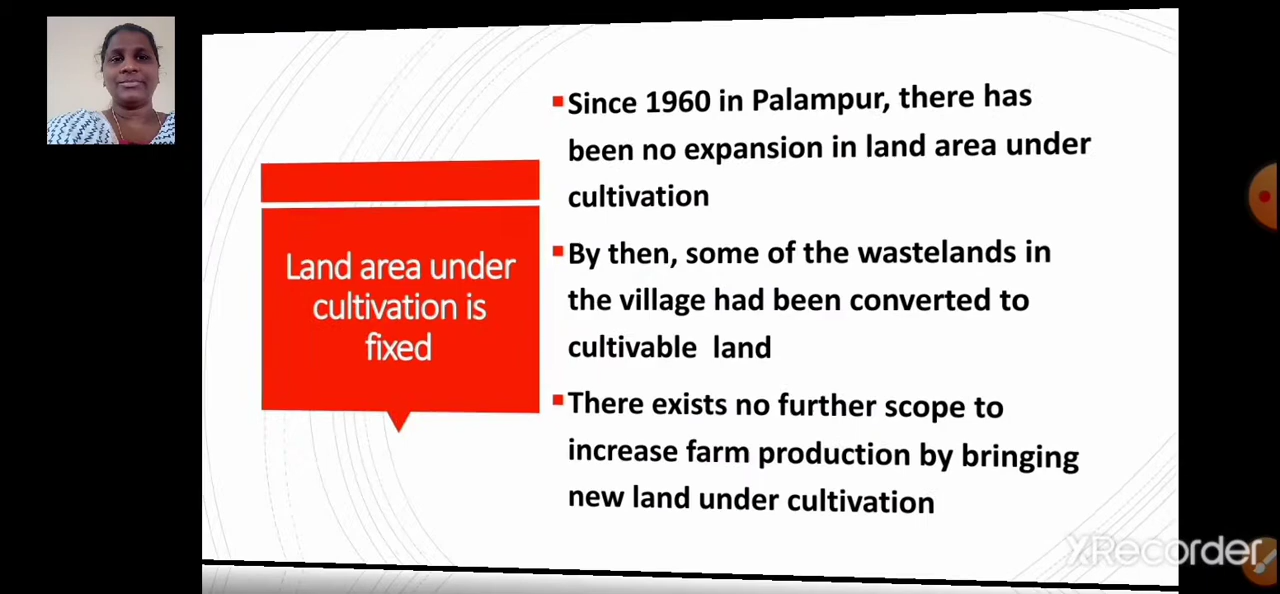 Land area under
cultivation is
fixed
▪Since 1960 in Palampur, there has
been no expansion in land area under
cultivation
▪By then, some of the wastelands in
the village had been converted to
cultivable land
▪There exists no further scope to
increase farm production by bringing
new land under cultivation
XRecorder